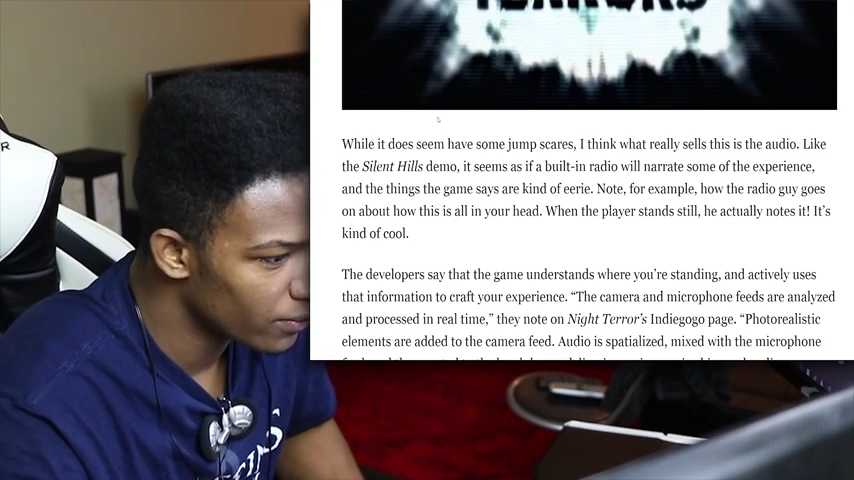 TERRORS
While it does seem have some jump scares, I think what really sells this is the audio. Like
the Silent Hills demo, it seems as if a built-in radio will narrate some of the experience,
and the things the game says are kind of eerie. Note, for example, how the radio guy goes
on about how this is all in your head. When the player stands still, he actually notes it! It's
kind of cool.
The developers say that the game understands where you're standing, and actively uses
that information to craft your experience. “The camera and microphone feeds are analyzed
and processed in real time,” they note on Night Terror's Indiegogo page. “Photorealistic
elements are added to the camera feed. Audio is spatialized, mixed with the microphone
R